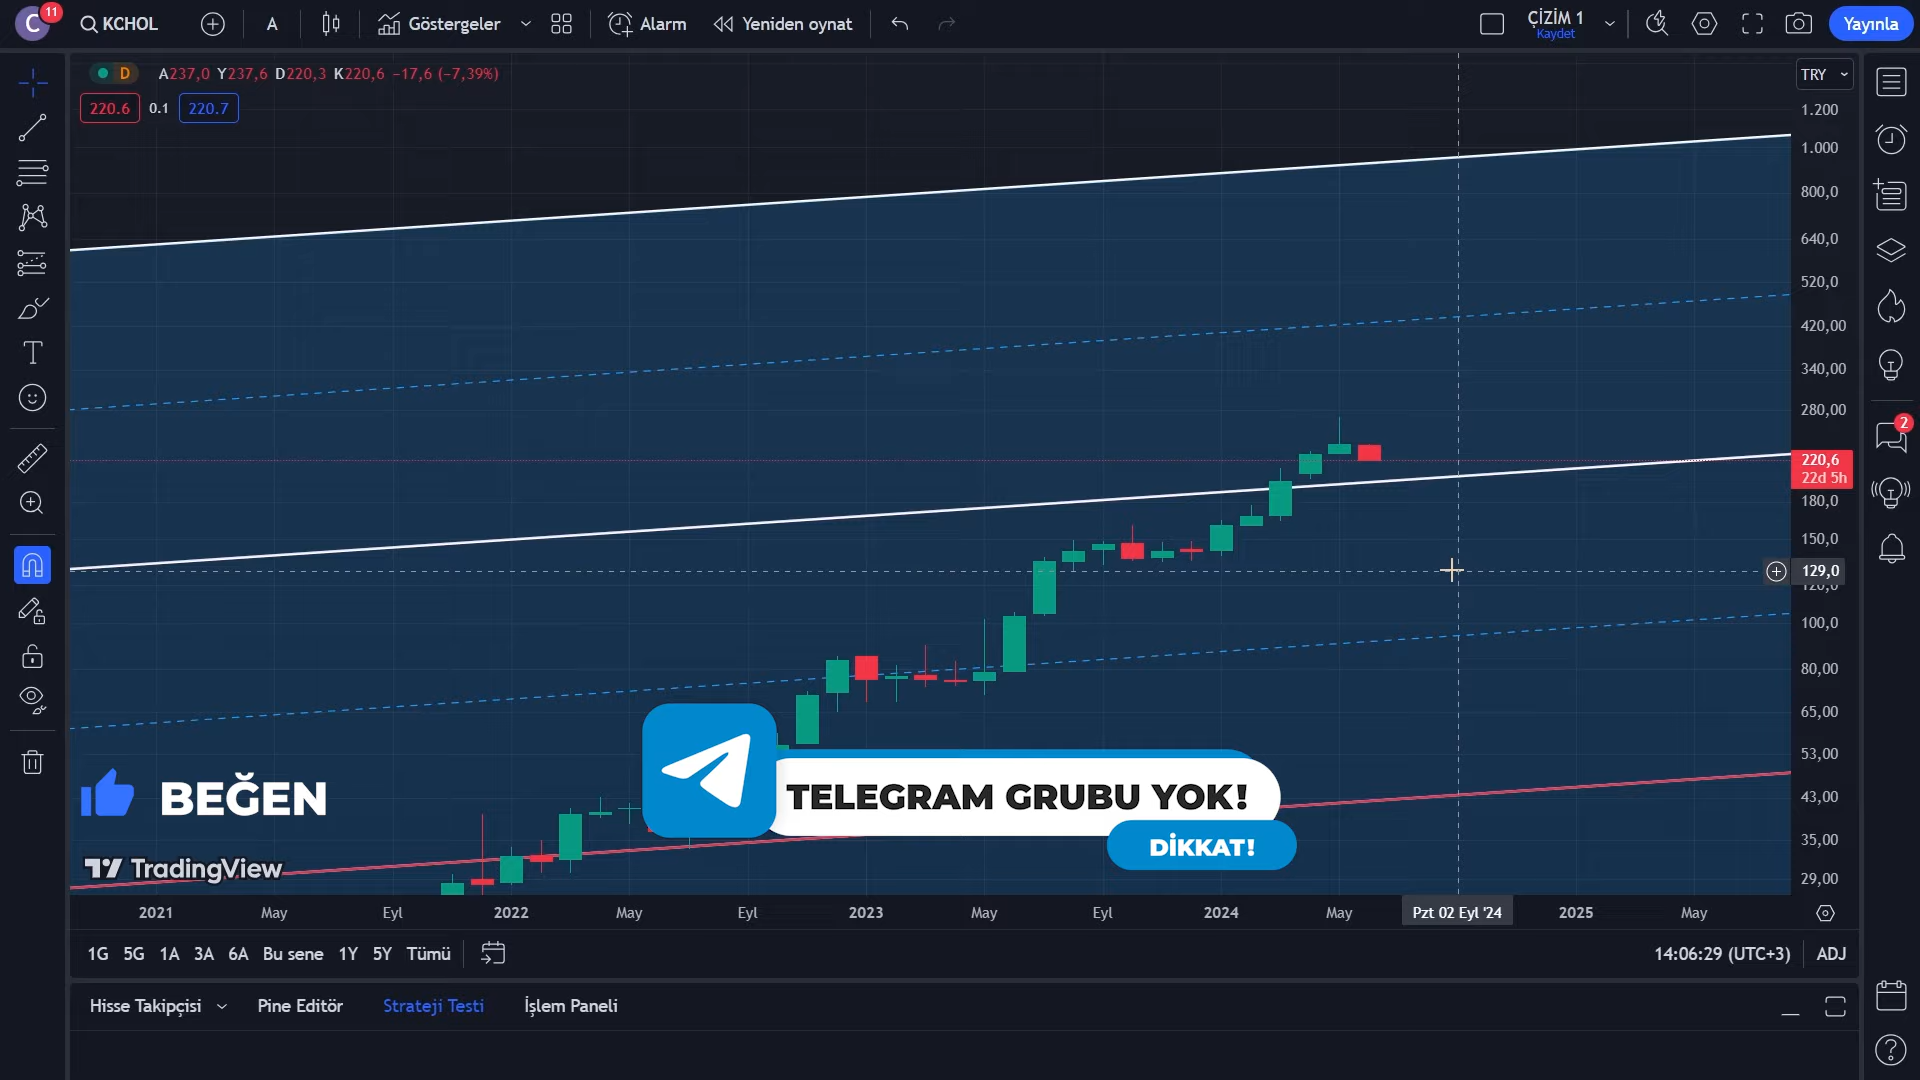 C 11 KCHOL A Göstergeler Alarm Yeniden oynat ÇİZİM 1 Kaydet Yayınla
D A237,0 Y237,6 D220,3 K220,6 −17,6 (−7,39%)
220.6 0.1 220.7
TRY
1.200
1.000
800,0
640,0
520,0
420,00
340,00
280,00
220,6
22d 5h
180,0
150,0
129,0
120,0
100,0
80,00
65,00
53,00
43,00
35,00
29,00
2
BEĞEN
TELEGRAM GRUBU YOK!
DİKKAT!
TradingView
2021 May Eyl 2022 May Eyl 2023 May Eyl 2024 May Pzt 02 Eyl '24 2025 May
1G 5G 1A 3A 6A Bu sene 1Y 5Y Tümü 14:06:29 (UTC+3) ADJ
Hisse Takipçisi Pine Editör Strateji Testi İşlem Paneli